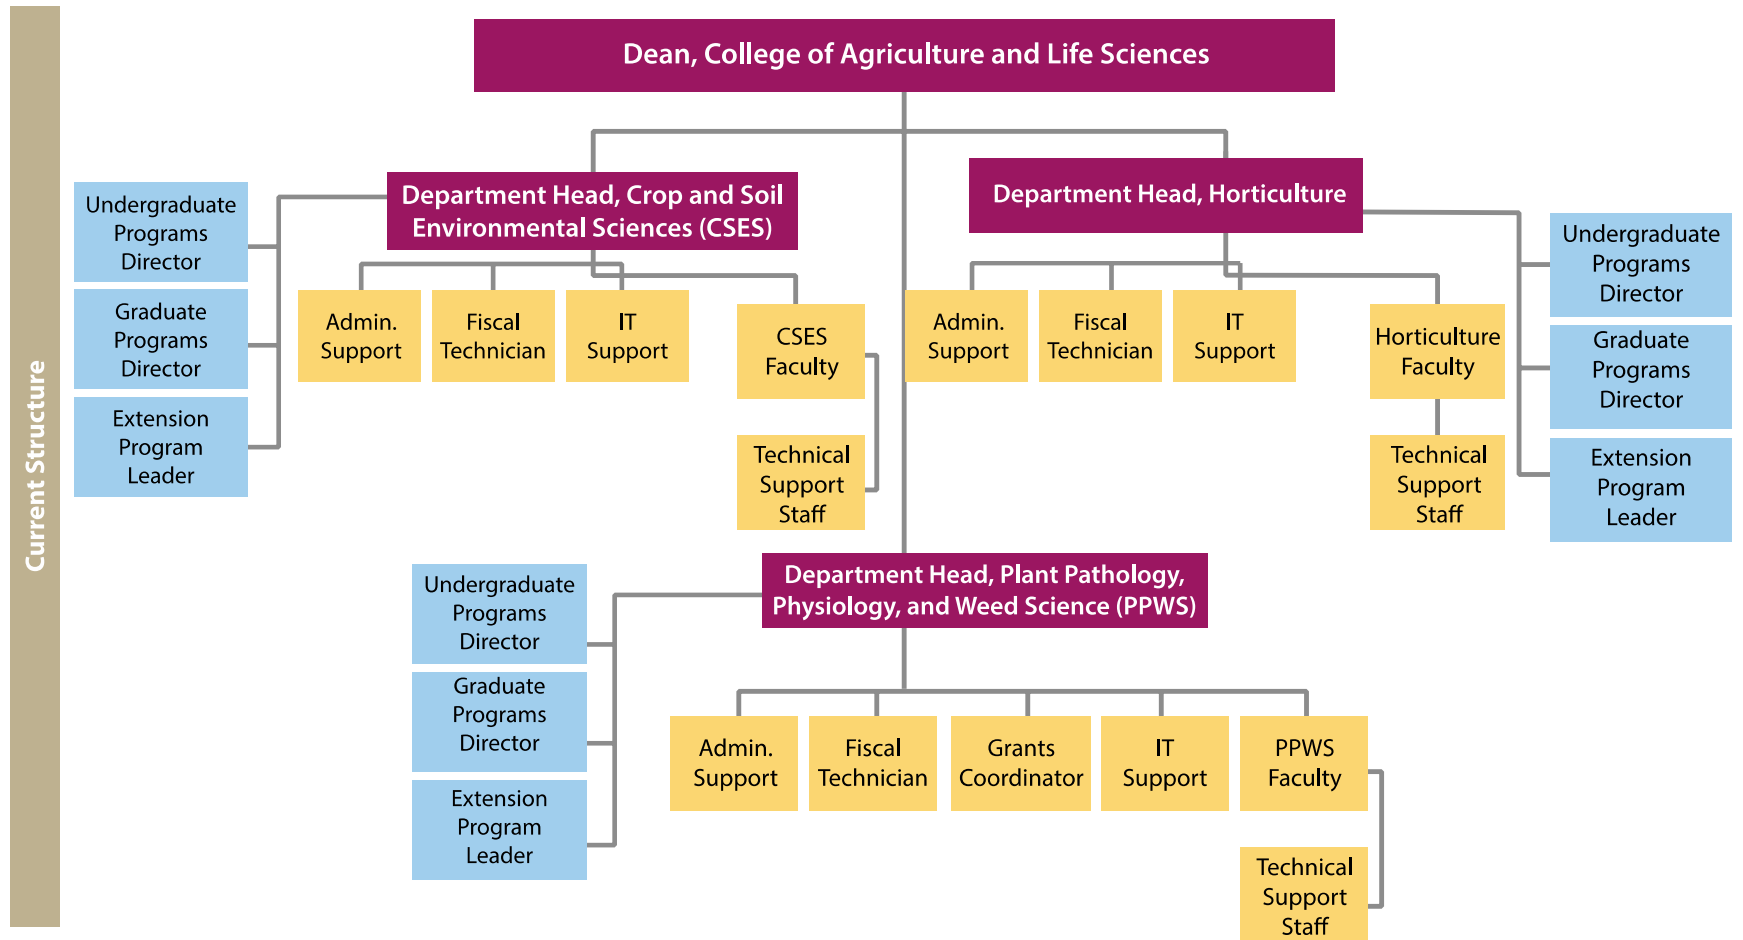 Current Structure
Dean, College of Agriculture and Life Sciences
Department Head, Crop and Soil
Environmental Sciences (CSES)
Undergraduate
Programs
Director
Graduate
Programs
Director
Extension
Program
Leader
Admin.
Support
Fiscal
Technician
IT
Support
CSES
Faculty
Technical
Support
Staff
Department Head, Horticulture
Admin.
Support
Fiscal
Technician
IT
Support
Horticulture
Faculty
Technical
Support
Staff
Undergraduate
Programs
Director
Graduate
Programs
Director
Extension
Program
Leader
Department Head, Plant Pathology,
Physiology, and Weed Science (PPWS)
Undergraduate
Programs
Director
Graduate
Programs
Director
Extension
Program
Leader
Admin.
Support
Fiscal
Technician
Grants
Coordinator
IT
Support
PPWS
Faculty
Technical
Support
Staff